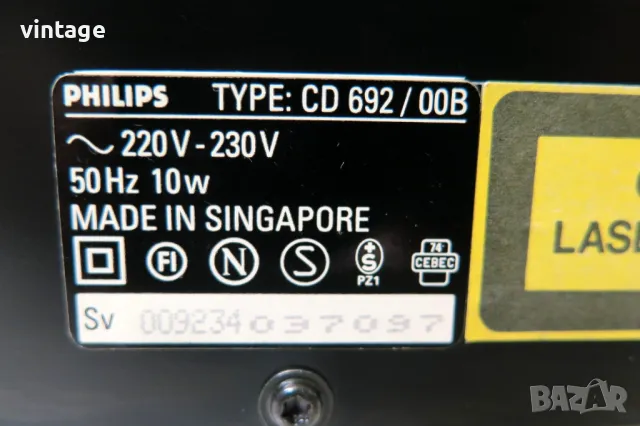 vintage
PHILIPS TYPE: CD 692 / 00B
220V - 230V
50Hz 10w
MADE IN SINGAPORE
FI N S +S PZ1 74 CEBEC
Sv 009234037097
LASE
BAZAR